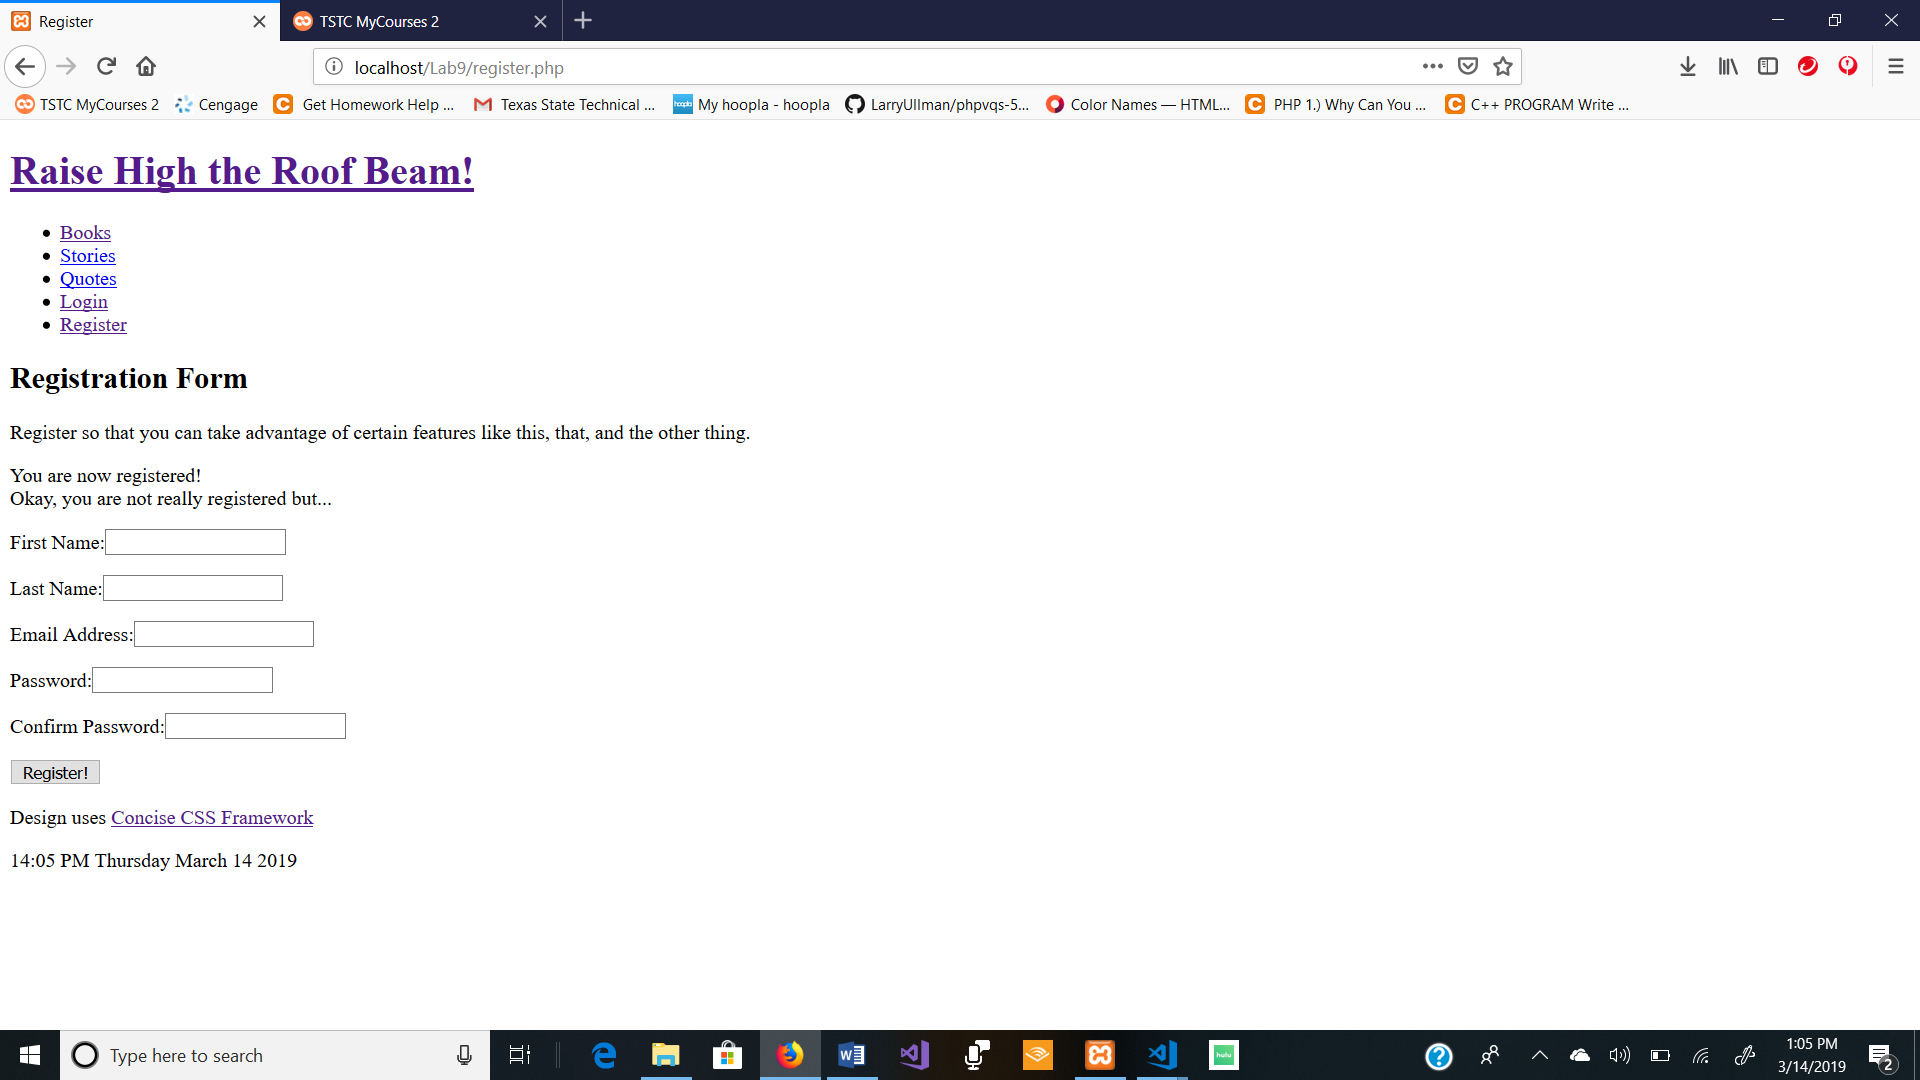 Register
TSTC MyCourses 2
localhost/Lab9/register.php
TSTC MyCourses 2 Cengage Get Homework Help ... Texas State Technical ... My hoopla - hoopla LarryUllman/phpvqs-5... Color Names — HTML... PHP 1.) Why Can You ... C++ PROGRAM Write ...
Raise High the Roof Beam!
Books
Stories
Quotes
Login
Register
Registration Form
Register so that you can take advantage of certain features like this, that, and the other thing.
You are now registered!
Okay, you are not really registered but...
First Name:
Last Name:
Email Address:
Password:
Confirm Password:
Register!
Design uses Concise CSS Framework
14:05 PM Thursday March 14 2019
Type here to search
hulu
1:05 PM
3/14/2019
2